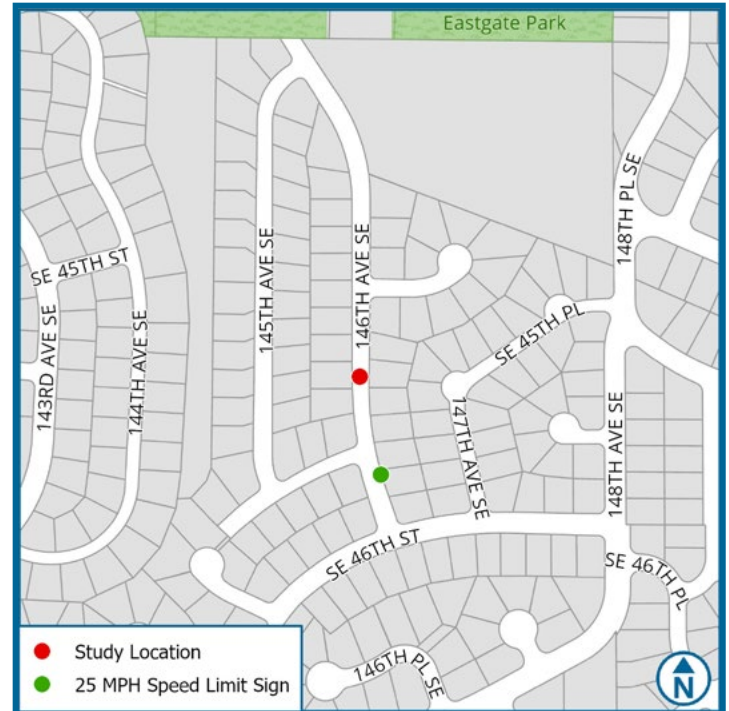 Eastgate Park
148TH PL SE
SE 45TH ST
145TH AVE SE
146TH AVE SE
143RD AVE SE
144TH AVE SE
SE 45TH PL
147TH AVE SE
148TH AVE SE
SE 46TH ST
SE 46TH PL
146TH PL SE
Study Location
25 MPH Speed Limit Sign
N